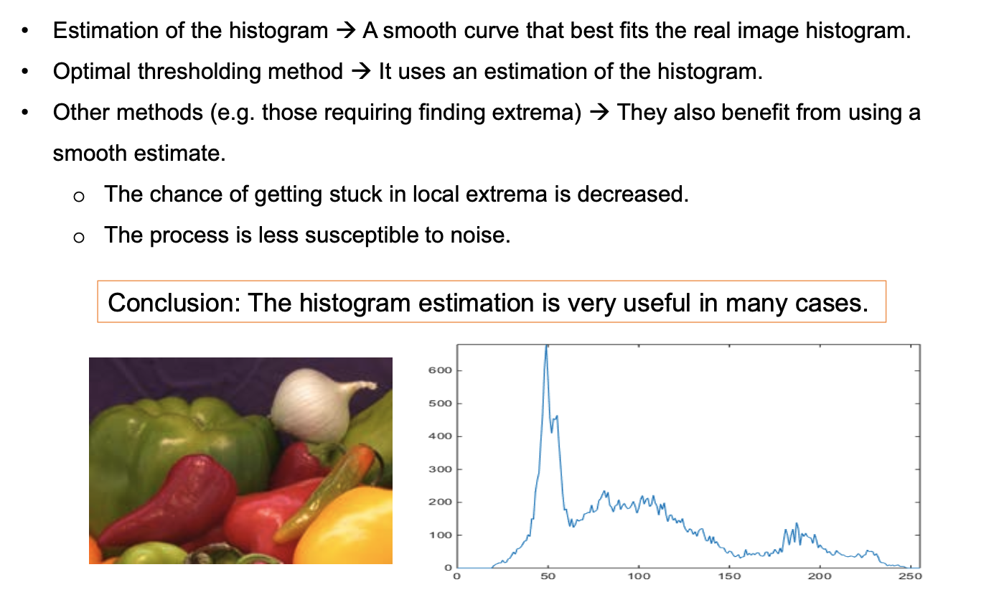 • Estimation of the histogram → A smooth curve that best fits the real image histogram.
• Optimal thresholding method → It uses an estimation of the histogram.
• Other methods (e.g. those requiring finding extrema) → They also benefit from using a
smooth estimate.
o The chance of getting stuck in local extrema is decreased.
o The process is less susceptible to noise.
Conclusion: The histogram estimation is very useful in many cases.
600
500
400
300
200
100
0
0 50 100 150 200 250